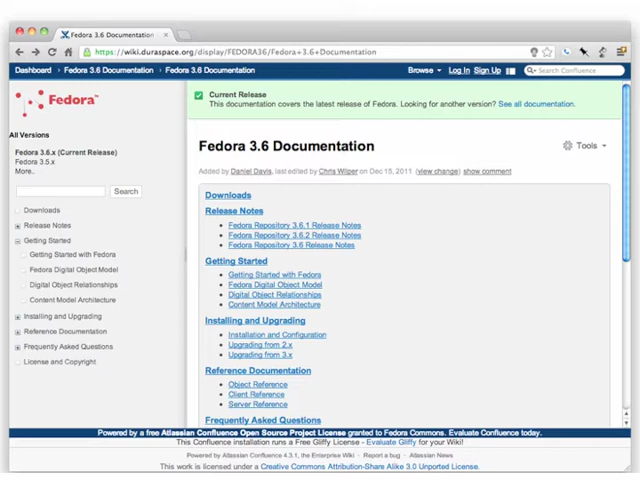 Fedora 3.6 Documentation
https://wiki.duraspace.org/display/FEDORA36/Fedora+3.6+Documentation
Dashboard › Fedora 3.6 Documentation › Fedora 3.6 Documentation Browse Log In Sign Up Search Confluence
Fedora™
All Versions
Fedora 3.6.x (Current Release)
Fedora 3.5.x
More..
Search
Downloads
Release Notes
Getting Started
Getting Started with Fedora
Fedora Digital Object Model
Digital Object Relationships
Content Model Architecture
Installing and Upgrading
Reference Documentation
Frequently Asked Questions
License and Copyright
Current Release
This documentation covers the latest release of Fedora. Looking for another version? See all documentation.
Fedora 3.6 Documentation
Tools
Added by Daniel Davis, last edited by Chris Wilper on Dec 15, 2011 (view change) show comment
Downloads
Release Notes
Fedora Repository 3.6.1 Release Notes
Fedora Repository 3.6.2 Release Notes
Fedora Repository 3.6 Release Notes
Getting Started
Getting Started with Fedora
Fedora Digital Object Model
Digital Object Relationships
Content Model Architecture
Installing and Upgrading
Installation and Configuration
Upgrading from 2.x
Upgrading from 3.x
Reference Documentation
Object Reference
Client Reference
Server Reference
Frequently Asked Questions
Powered by a free Atlassian Confluence Open Source Project License granted to Fedora Commons. Evaluate Confluence today.
This Confluence installation runs a Free Gliffy License - Evaluate Gliffy for your Wiki!
Powered by Atlassian Confluence 4.3.1, the Enterprise Wiki · Report a bug · Atlassian News
This work is licensed under a Creative Commons Attribution-Share Alike 3.0 Unported License.